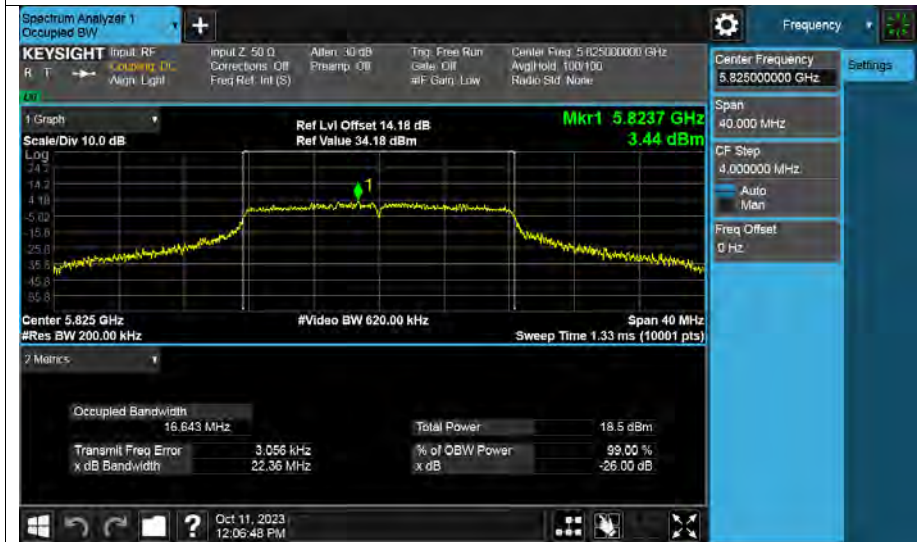 Spectrum Analyzer 1
Occupied BW
Frequency
KEYSIGHT
Input: RF
Coupling: DC
Align: Light
R T
Input Z: 50 Ω
Corrections: Off
Freq Ref: Int (S)
Atten: 30 dB
Preamp: Off
Trig: Free Run
Gate: Off
#IF Gain: Low
Center Freq: 5.825000000 GHz
Avg|Hold: 100/100
Radio Std: None
Center Frequency
5.825000000 GHz
Settings
Span
40.000 MHz
CF Step
4.000000 MHz
Auto
Man
Freq Offset
0 Hz
1 Graph
Scale/Div 10.0 dB
Ref Lvl Offset 14.18 dB
Ref Value 34.18 dBm
Mkr1 5.8237 GHz
3.44 dBm
Log
24.2
14.2
4.18
-5.82
-15.8
-25.8
-35.8
-45.8
-55.8
1
Center 5.825 GHz
#Res BW 200.00 kHz
#Video BW 620.00 kHz
Span 40 MHz
Sweep Time 1.33 ms (10001 pts)
2 Metrics
Occupied Bandwidth
16.643 MHz
Total Power 18.5 dBm
Transmit Freq Error 3.056 kHz
% of OBW Power 99.00 %
x dB Bandwidth 22.36 MHz
x dB -26.00 dB
?
Oct 11, 2023
12:06:48 PM